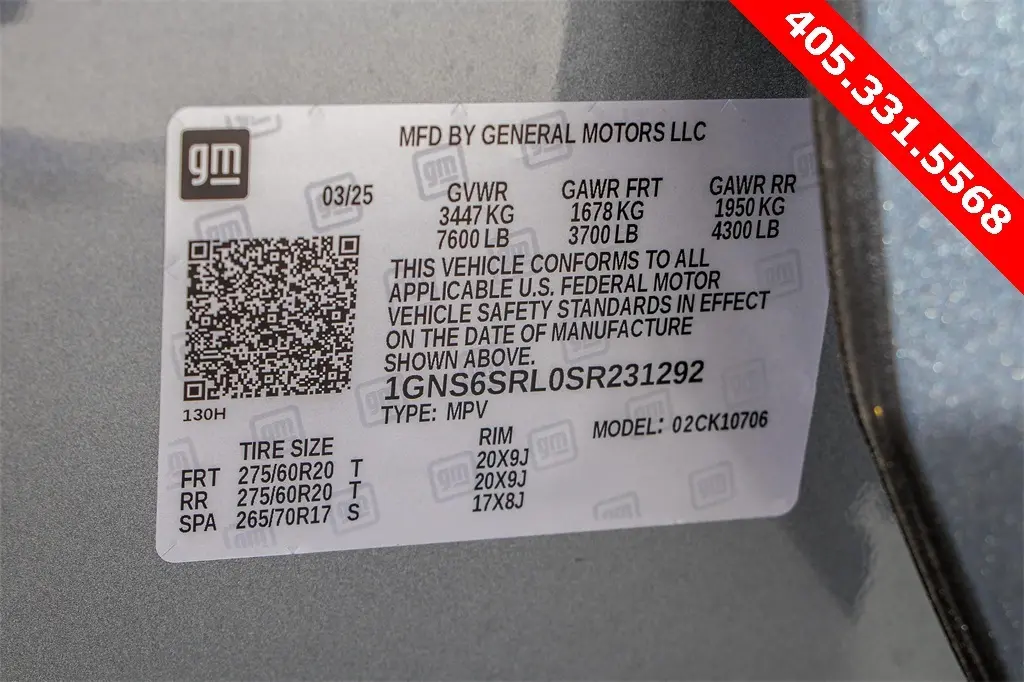 405.331.5568
gm
MFD BY GENERAL MOTORS LLC
03/25 GVWR GAWR FRT GAWR RR
3447 KG 1678 KG 1950 KG
7600 LB 3700 LB 4300 LB
THIS VEHICLE CONFORMS TO ALL
APPLICABLE U.S. FEDERAL MOTOR
VEHICLE SAFETY STANDARDS IN EFFECT
ON THE DATE OF MANUFACTURE
SHOWN ABOVE.
1GNS6SRL0SR231292
130H
TYPE: MPV MODEL: 02CK10706
TIRE SIZE RIM
FRT 275/60R20 T 20X9J
RR 275/60R20 T 20X9J
SPA 265/70R17 S 17X8J